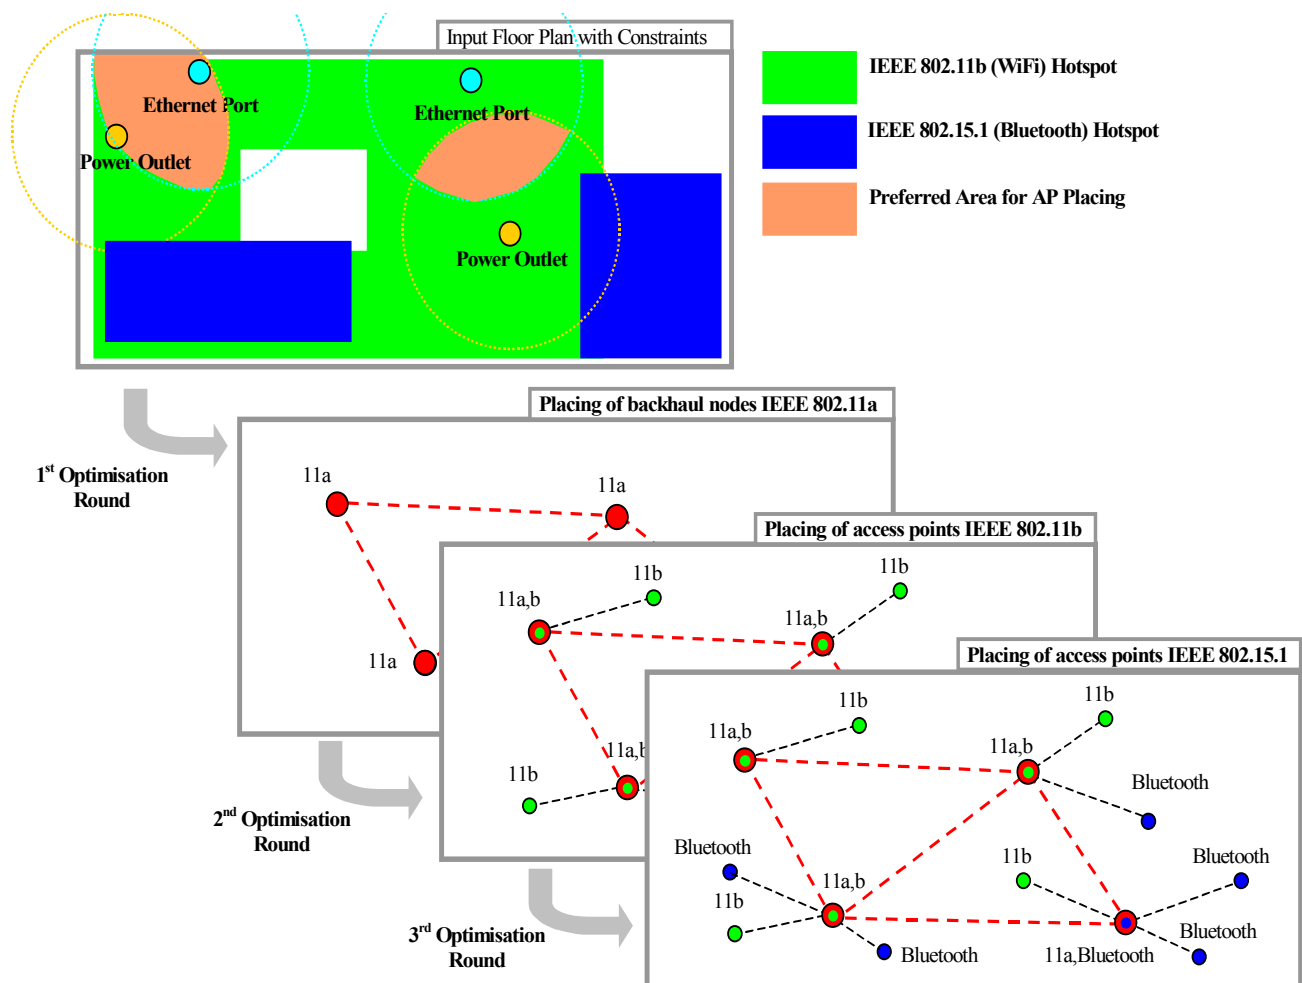 Input Floor Plan with Constraints
Ethernet Port
Ethernet Port
Power Outlet
Power Outlet
IEEE 802.11b (WiFi) Hotspot
IEEE 802.15.1 (Bluetooth) Hotspot
Preferred Area for AP Placing
1st Optimisation
Round
Placing of backhaul nodes IEEE 802.11a
11a
11a
11a
2nd Optimisation
Round
Placing of access points IEEE 802.11b
11b
11b
11a,b
11a,b
11a,b
11b
3rd Optimisation
Round
Placing of access points IEEE 802.15.1
11b
11b
11a,b
11a,b
Bluetooth
Bluetooth
11b
11a,b
11b
Bluetooth
Bluetooth
Bluetooth
11a,Bluetooth